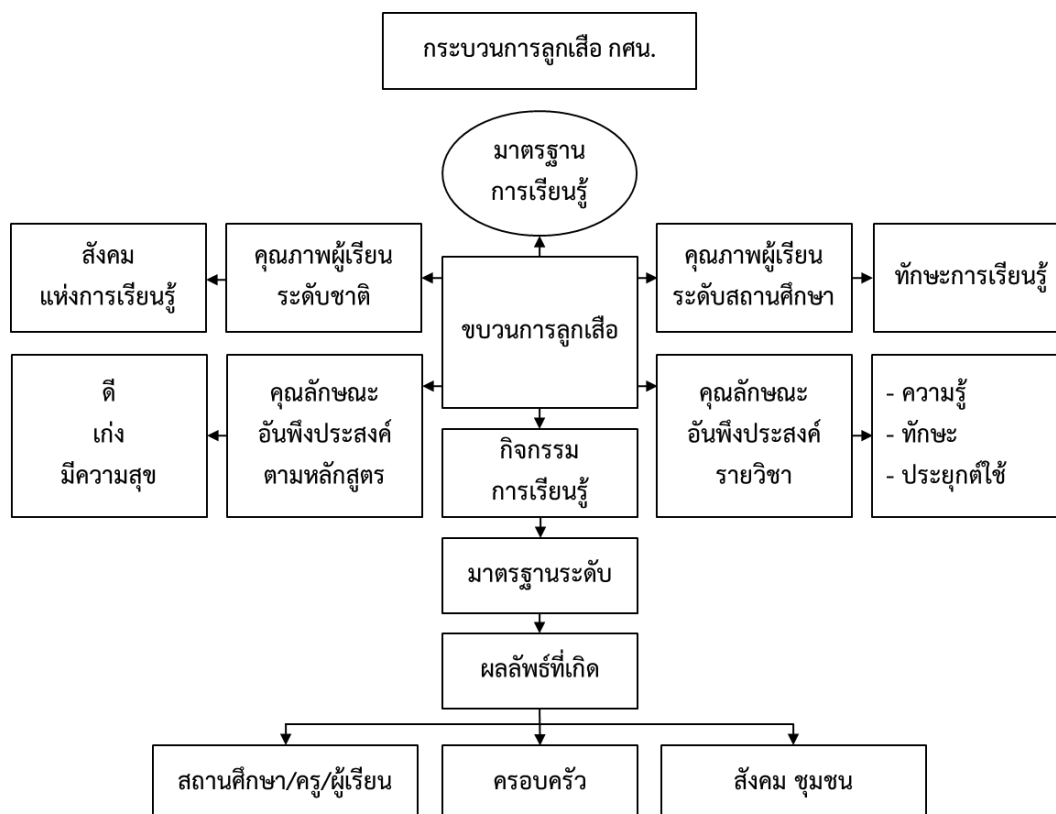 กระบวนการลูกเสือ กศน.
มาตรฐาน
การเรียนรู้
สังคม
แห่งการเรียนรู้
คุณภาพผู้เรียน
ระดับชาติ
ขบวนการลูกเสือ
คุณภาพผู้เรียน
ระดับสถานศึกษา
ทักษะการเรียนรู้
ดี
เก่ง
มีความสุข
คุณลักษณะ
อันพึงประสงค์
ตามหลักสูตร
กิจกรรม
การเรียนรู้
คุณลักษณะ
อันพึงประสงค์
รายวิชา
- ความรู้
- ทักษะ
- ประยุกต์ใช้
มาตรฐานระดับ
ผลลัพธ์ที่เกิด
สถานศึกษา/ครู/ผู้เรียน
ครอบครัว
สังคม ชุมชน